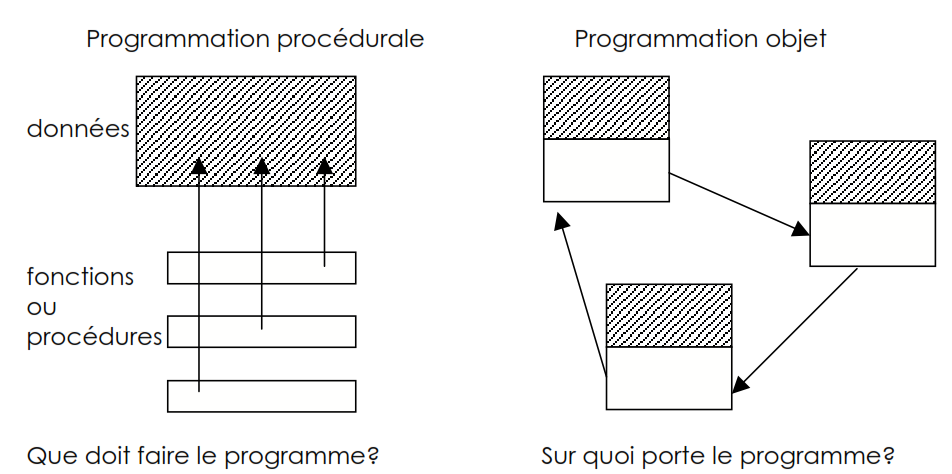 Programmation procédurale
Programmation objet
données
fonctions
ou
procédures
Que doit faire le programme?
Sur quoi porte le programme?